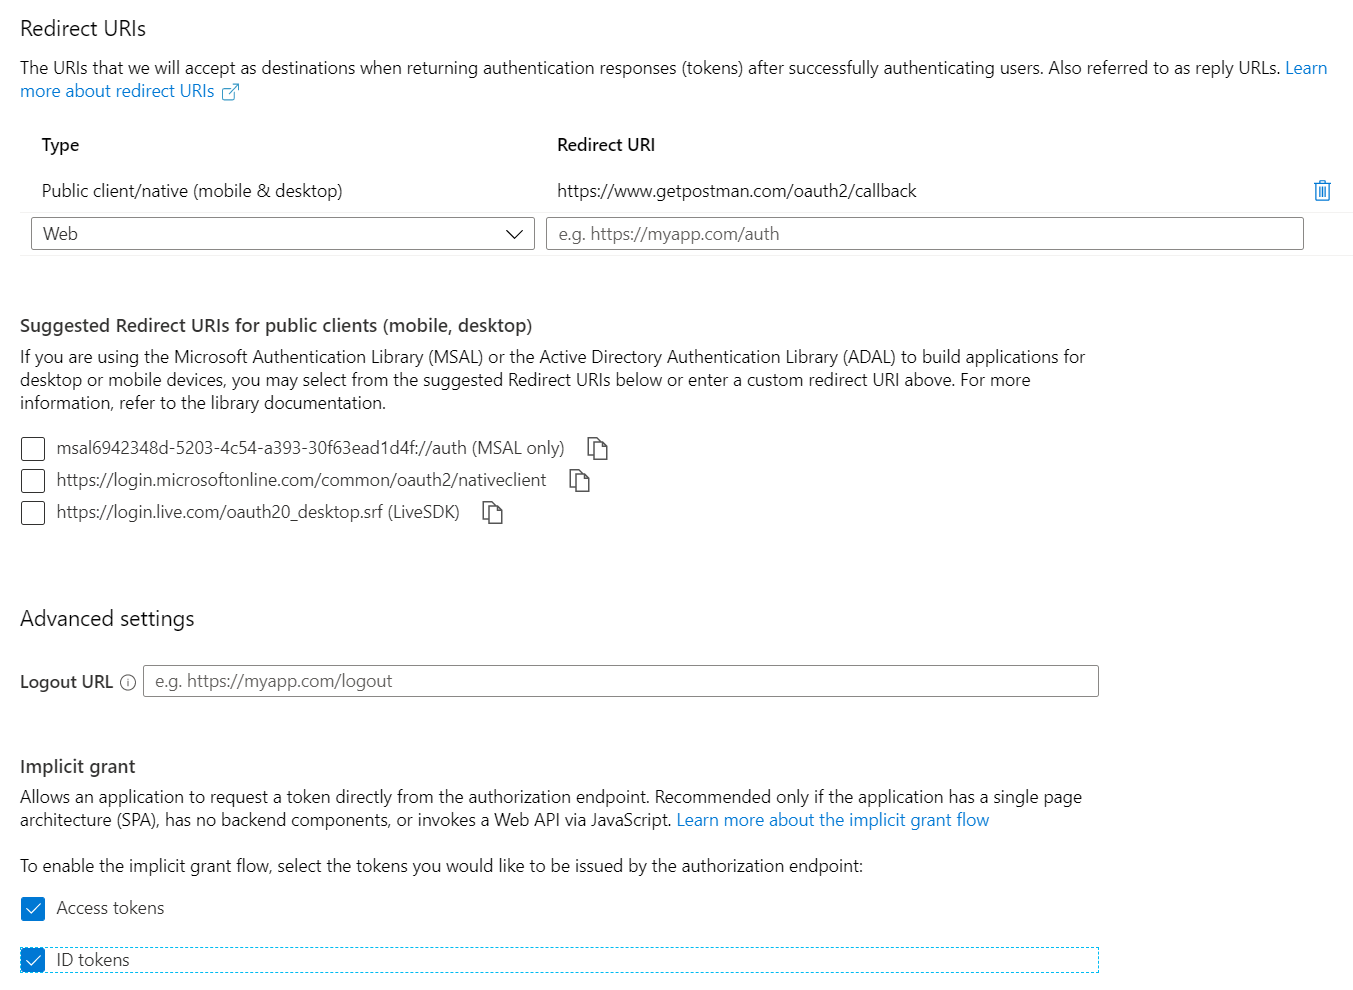 Redirect URIs
The URIs that we will accept as destinations when returning authentication responses (tokens) after successfully authenticating users. Also referred to as reply URLs. Learn
more about redirect URIs
Type Redirect URI
Public client/native (mobile & desktop) https://www.getpostman.com/oauth2/callback
Web e.g. https://myapp.com/auth
Suggested Redirect URIs for public clients (mobile, desktop)
If you are using the Microsoft Authentication Library (MSAL) or the Active Directory Authentication Library (ADAL) to build applications for
desktop or mobile devices, you may select from the suggested Redirect URIs below or enter a custom redirect URI above. For more
information, refer to the library documentation.
msal6942348d-5203-4c54-a393-30f63ead1d4f://auth (MSAL only)
https://login.microsoftonline.com/common/oauth2/nativeclient
https://login.live.com/oauth20_desktop.srf (LiveSDK)
Advanced settings
Logout URL e.g. https://myapp.com/logout
Implicit grant
Allows an application to request a token directly from the authorization endpoint. Recommended only if the application has a single page
architecture (SPA), has no backend components, or invokes a Web API via JavaScript. Learn more about the implicit grant flow
To enable the implicit grant flow, select the tokens you would like to be issued by the authorization endpoint:
Access tokens
ID tokens